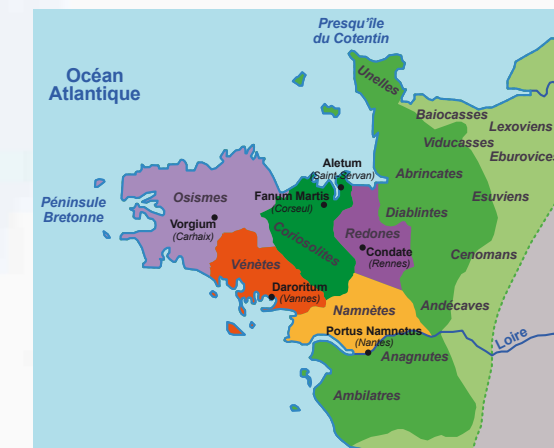 Presqu'île
du Cotentin
Océan
Atlantique
Unelles
Baiocasses
Lexoviens
Viducasses
Eburovices
Aletum
(Saint-Servan)
Abrincates
Péninsule
Bretonne
Osismes
Fanum Martis
(Corseul)
Esuviens
Vorgium
(Carhaix)
Diablintes
Coriosolites
Redones
Condate
(Rennes)
Cenomans
Vénètes
Daroritum
(Vannes)
Namnètes
Andécaves
Portus Namnetus
(Nantes)
Loire
Anagnutes
Ambilatres